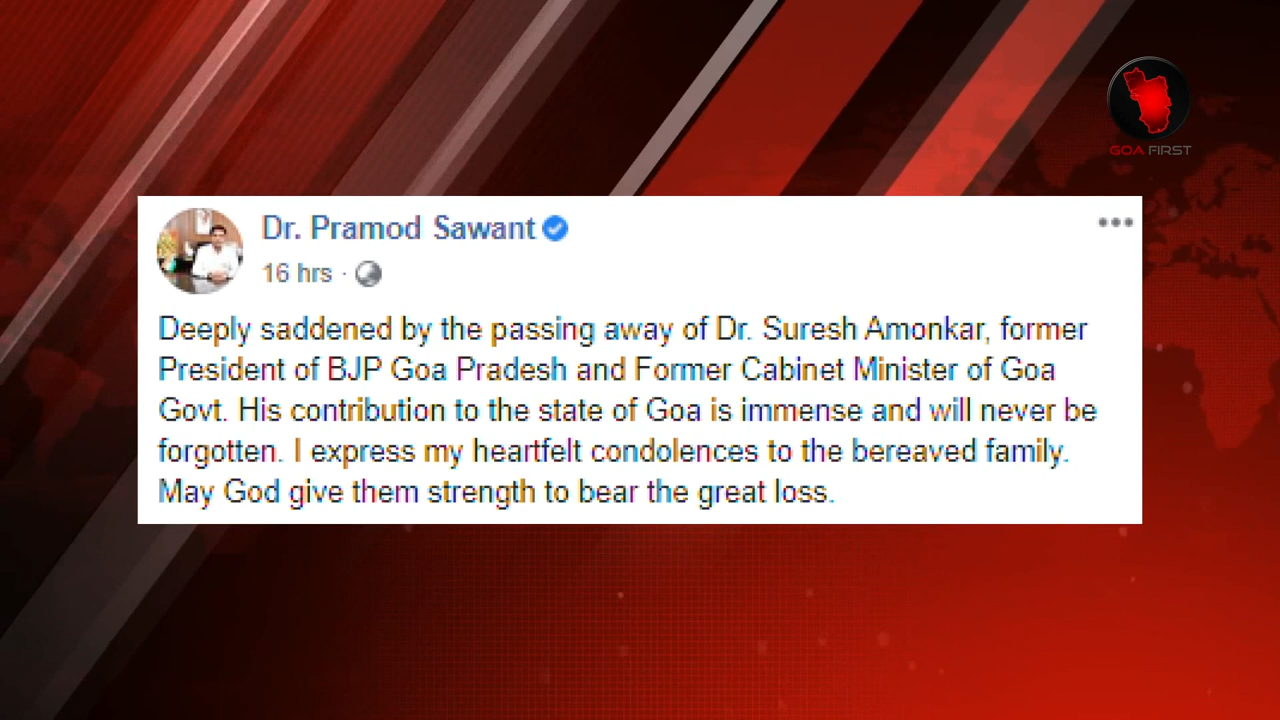 GOA FIRST
Dr. Pramod Sawant
16 hrs ·
Deeply saddened by the passing away of Dr. Suresh Amonkar, former
President of BJP Goa Pradesh and Former Cabinet Minister of Goa
Govt. His contribution to the state of Goa is immense and will never be
forgotten. I express my heartfelt condolences to the bereaved family.
May God give them strength to bear the great loss.